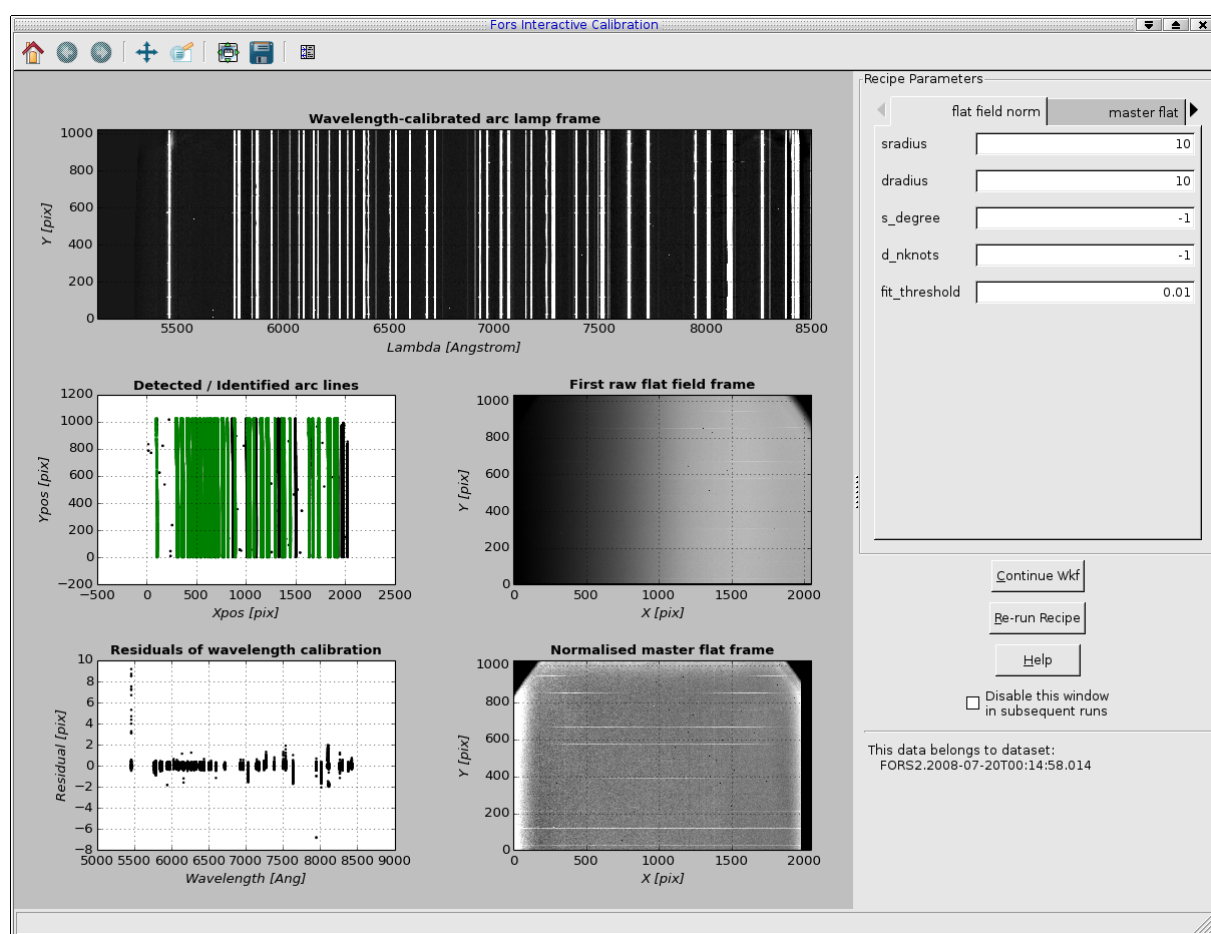 Fors Interactive Calibration
Recipe Parameters
flat field norm
master flat
sradius 10
dradius 10
s_degree -1
d_nknots -1
fit_threshold 0.01
Wavelength-calibrated arc lamp frame
1000
800
600
400
200
0
Y [pix]
5500 6000 6500 7000 7500 8000 8500
Lambda [Angstrom]
Detected / Identified arc lines
1200
1000
800
600
400
200
0
−200
Ypos [pix]
−500 0 500 1000 1500 2000 2500
Xpos [pix]
First raw flat field frame
1000
800
600
400
200
0
Y [pix]
0 500 1000 1500 2000
X [pix]
Residuals of wavelength calibration
10
8
6
4
2
0
−2
−4
−6
−8
Residual [pix]
5000 5500 6000 6500 7000 7500 8000 8500 9000
Wavelength [Ang]
Normalised master flat frame
1000
800
600
400
200
0
Y [pix]
0 500 1000 1500 2000
X [pix]
Continue Wkf
Re-run Recipe
Help
Disable this window
in subsequent runs
This data belongs to dataset:
FORS2.2008-07-20T00:14:58.014